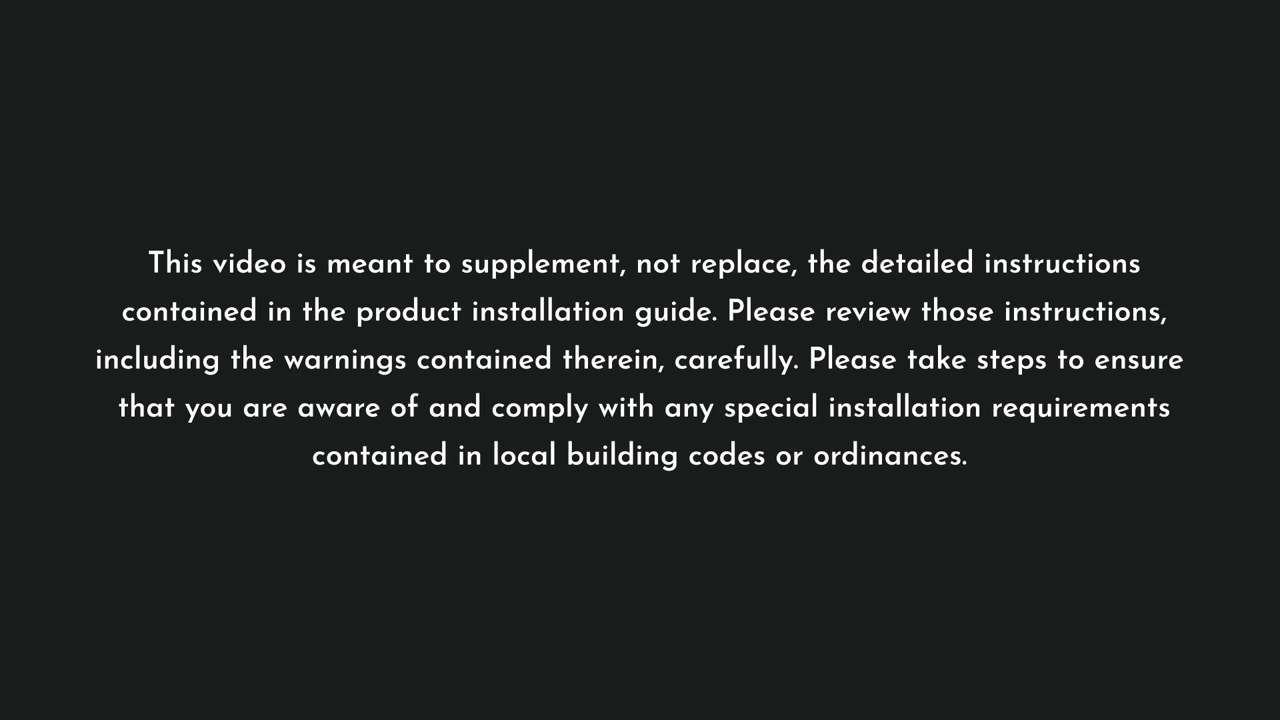 This video is meant to supplement, not replace, the detailed instructions
contained in the product installation guide. Please review those instructions,
including the warnings contained therein, carefully. Please take steps to ensure
that you are aware of and comply with any special installation requirements
contained in local building codes or ordinances.